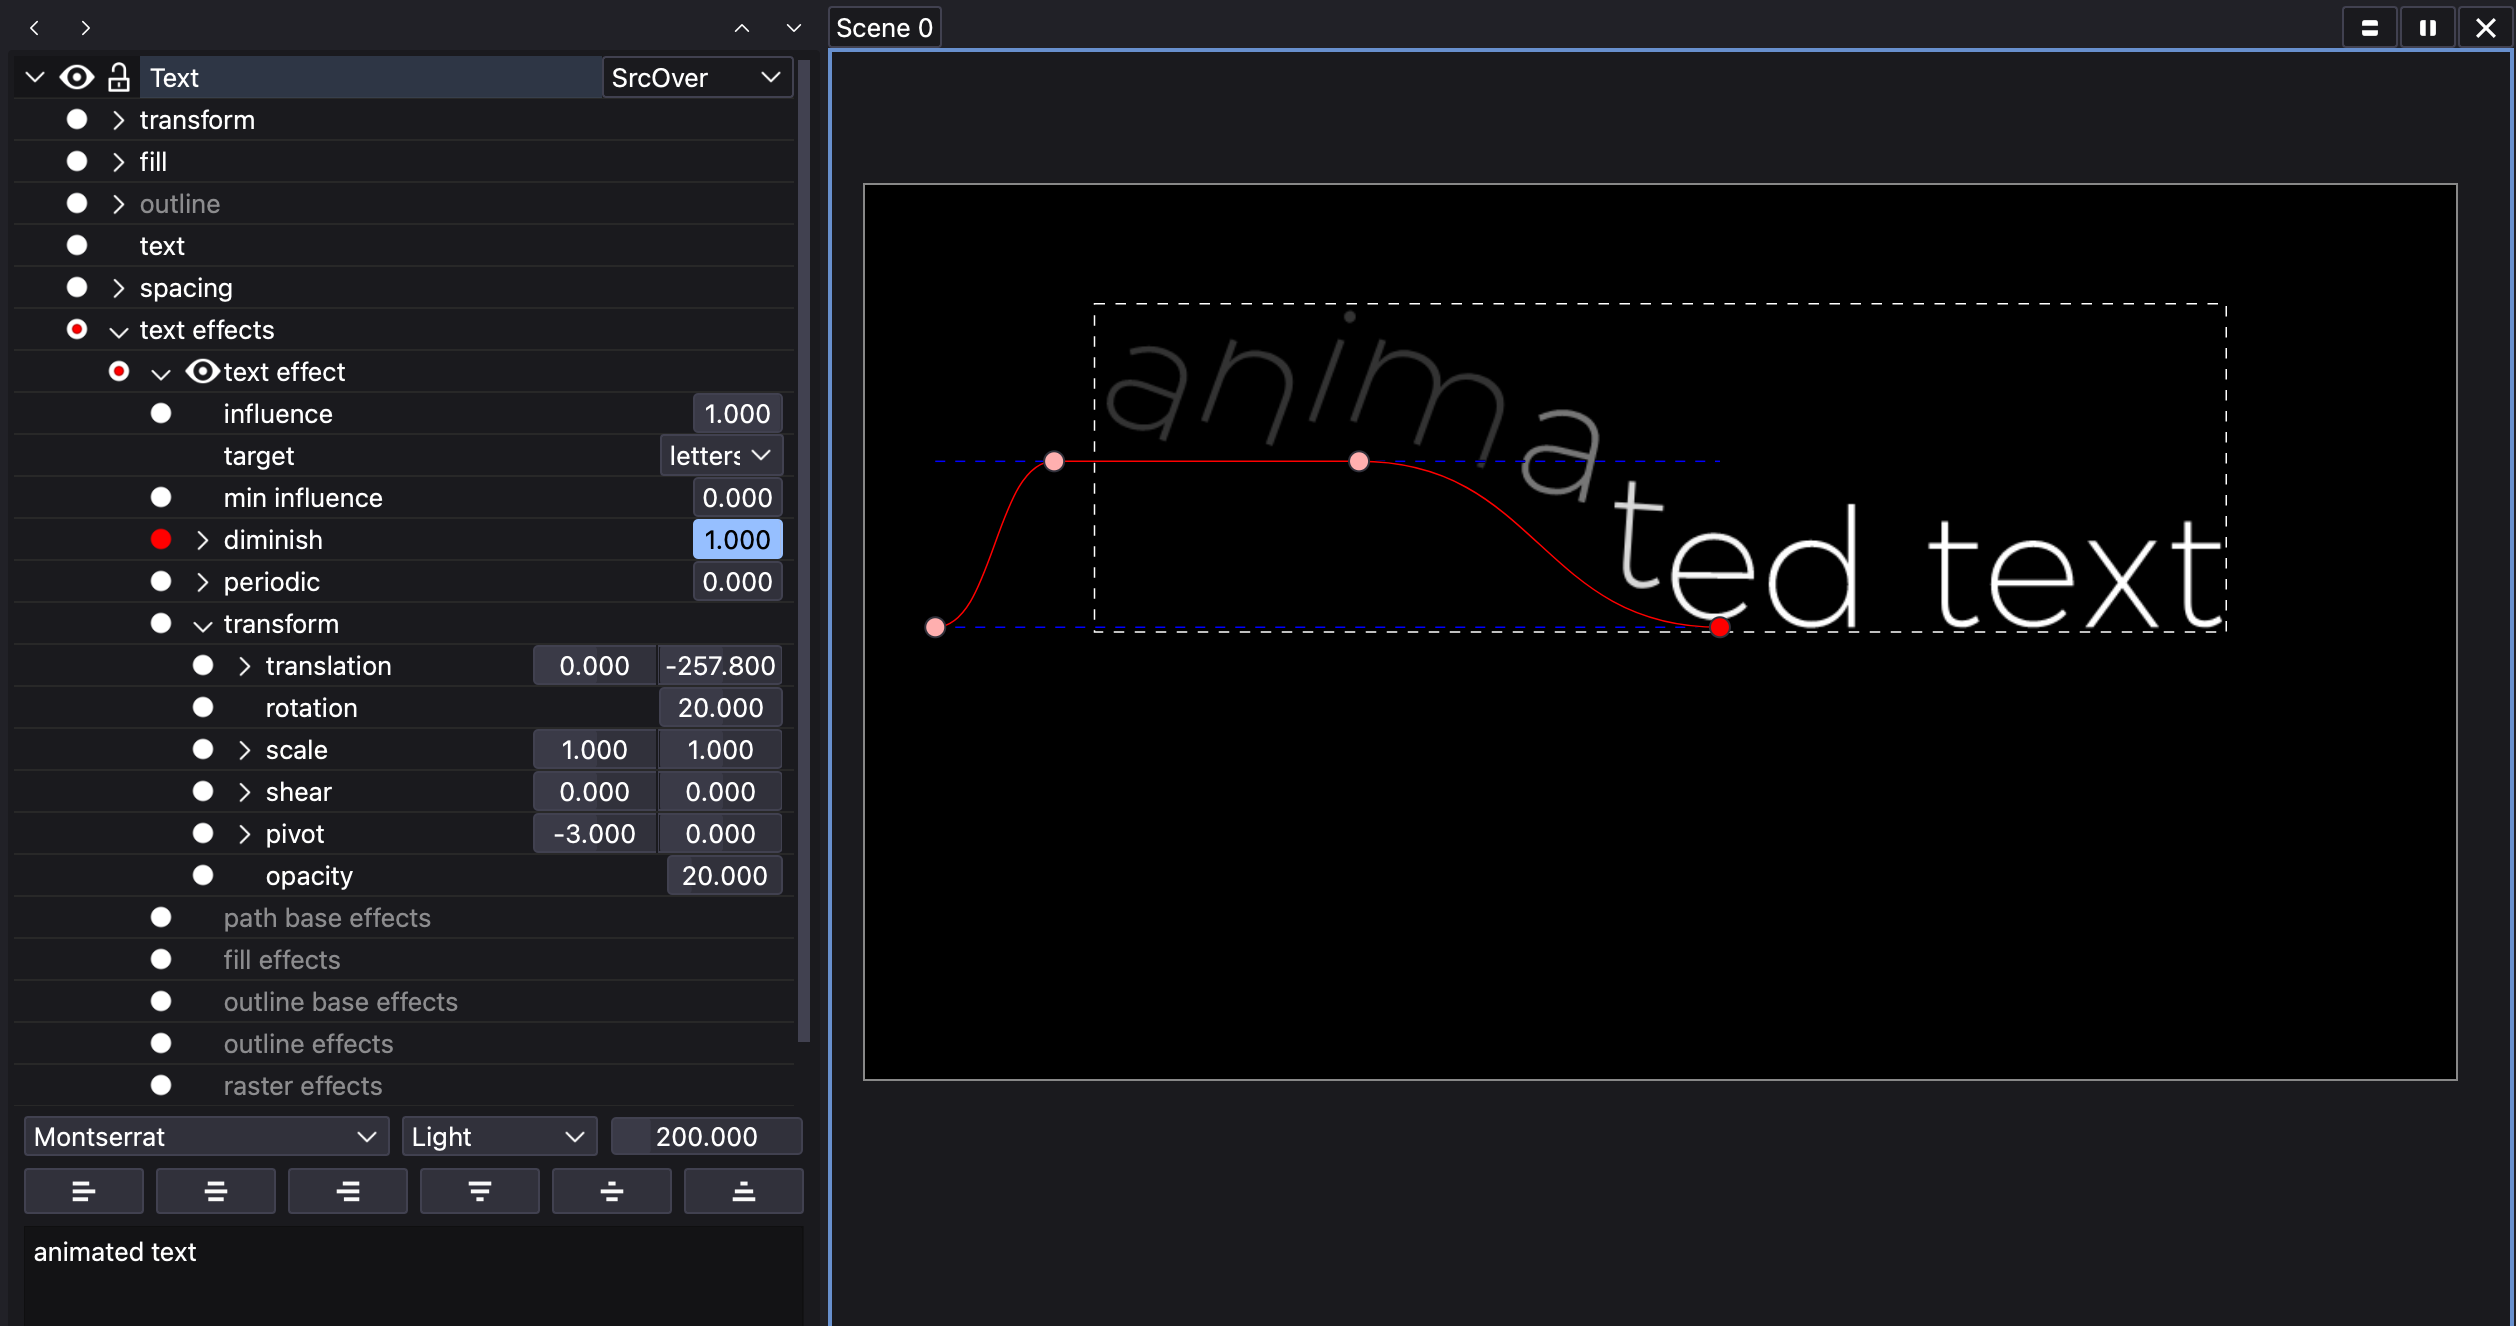 Scene 0
Text SrcOver
transform
fill
outline
text
spacing
text effects
text effect
influence 1.000
target letters
min influence 0.000
diminish 1.000
periodic 0.000
transform
translation 0.000 -257.800
rotation 20.000
scale 1.000 1.000
shear 0.000 0.000
pivot -3.000 0.000
opacity 20.000
path base effects
fill effects
outline base effects
outline effects
raster effects
Montserrat Light 200.000
animated text
animated text